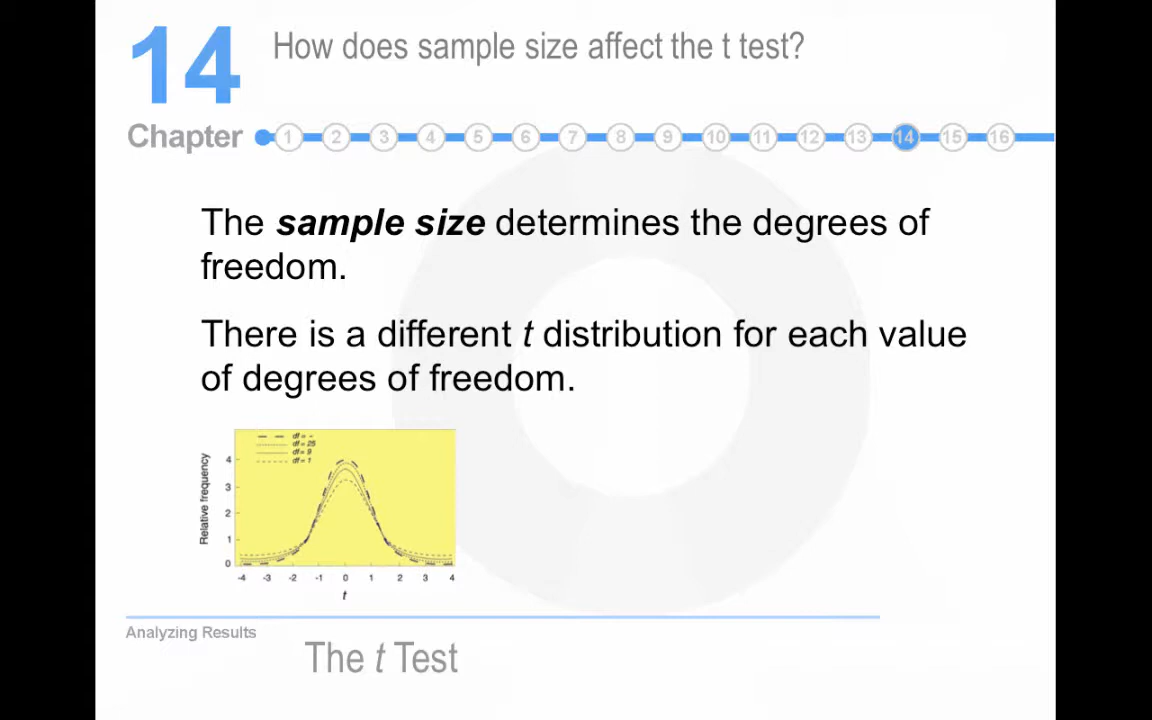 14
How does sample size affect the t test?
Chapter
1 2 3 4 5 6 7 8 9 10 11 12 13 14 15 16
The sample size determines the degrees of
freedom.
There is a different t distribution for each value
of degrees of freedom.
df = ∞
df = 25
df = 9
df = 1
Relative frequency
4
3
2
1
0
-4 -3 -2 -1 0 1 2 3 4
t
Analyzing Results
The t Test